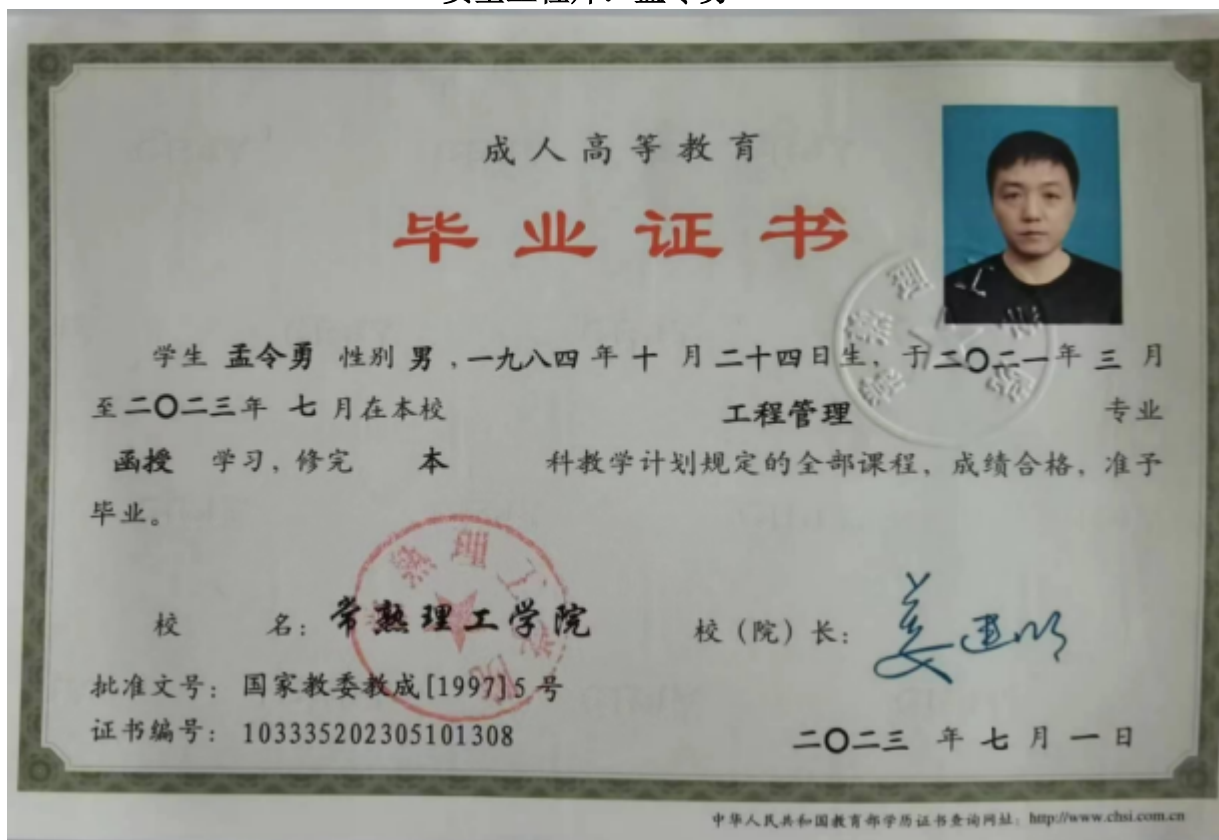 成人高等教育
毕业证书
学生 孟令勇 性别 男，一九八四 年 十 月 二十四日生，于二〇二一年 三 月
至二〇二三年 七 月在本校 工程管理 专业
函授 学习，修完 本 科教学计划规定的全部课程，成绩合格，准予
毕业。
校 名：常熟理工学院 校（院）长：
批准文号：国家教委教成[1997]5 号
证书编号：103335202305101308 二〇二三 年 七 月 一 日
中华人民共和国教育部学历证书查询网址：http://www.chsi.com.cn